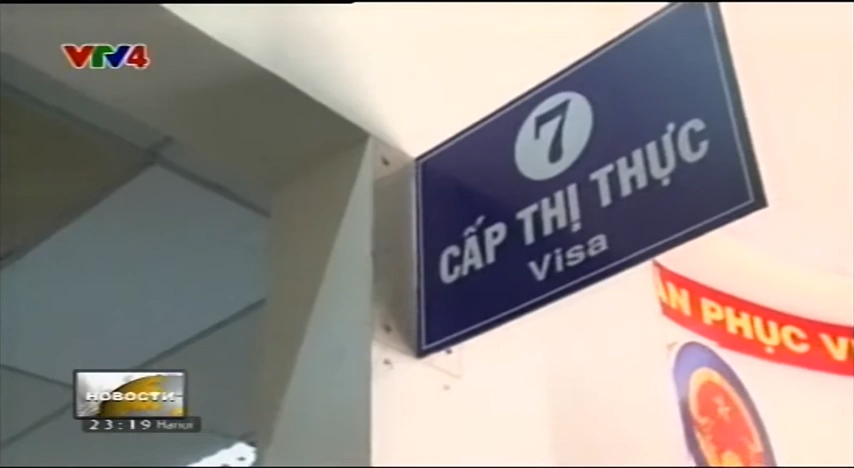 VTV4
7
CẤP THỊ THỰC
Visa
PHỤC
НОВОСТИ
23:19 Hanoi